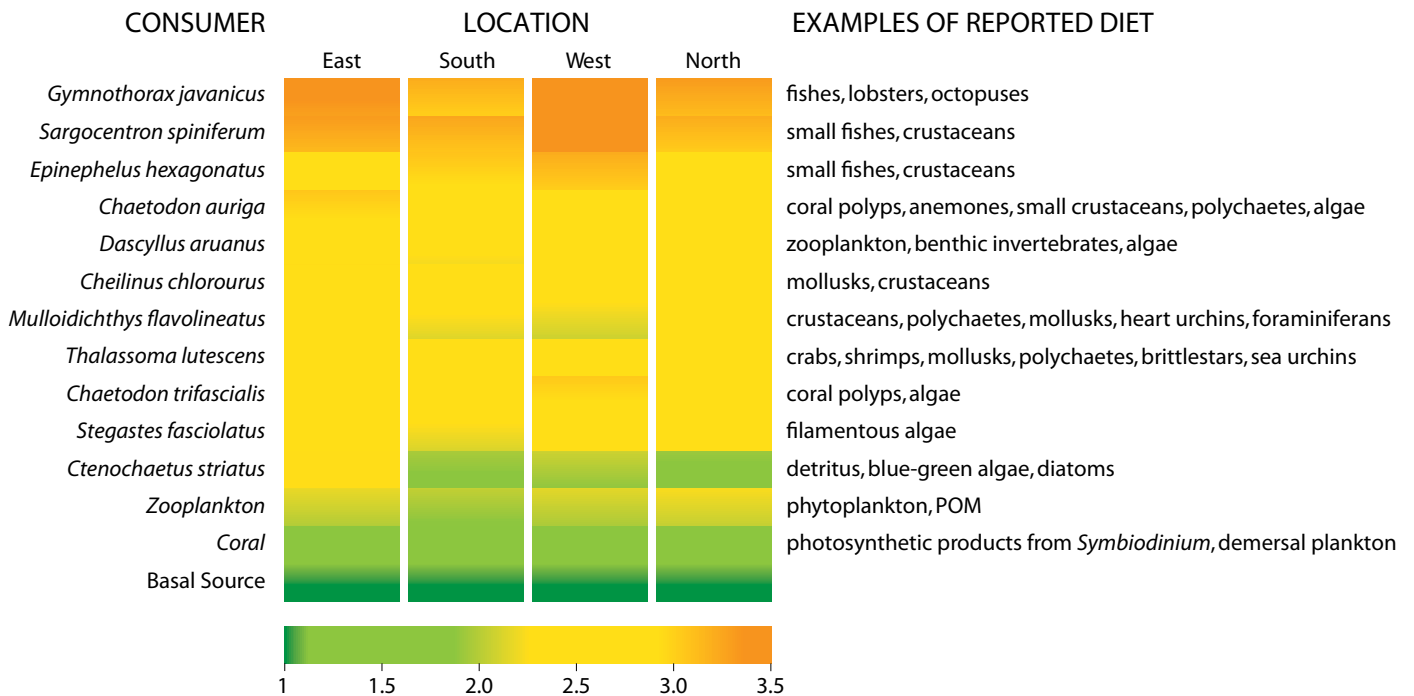 CONSUMER LOCATION EXAMPLES OF REPORTED DIET
East South West North
Gymnothorax javanicus fishes, lobsters, octopuses
Sargocentron spiniferum small fishes, crustaceans
Epinephelus hexagonatus small fishes, crustaceans
Chaetodon auriga coral polyps, anemones, small crustaceans, polychaetes, algae
Dascyllus aruanus zooplankton, benthic invertebrates, algae
Cheilinus chlorourus mollusks, crustaceans
Mulloidichthys flavolineatus crustaceans, polychaetes, mollusks, heart urchins, foraminiferans
Thalassoma lutescens crabs, shrimps, mollusks, polychaetes, brittlestars, sea urchins
Chaetodon trifascialis coral polyps, algae
Stegastes fasciolatus filamentous algae
Ctenochaetus striatus detritus, blue-green algae, diatoms
Zooplankton phytoplankton, POM
Coral photosynthetic products from Symbiodinium, demersal plankton
Basal Source
1 1.5 2.0 2.5 3.0 3.5